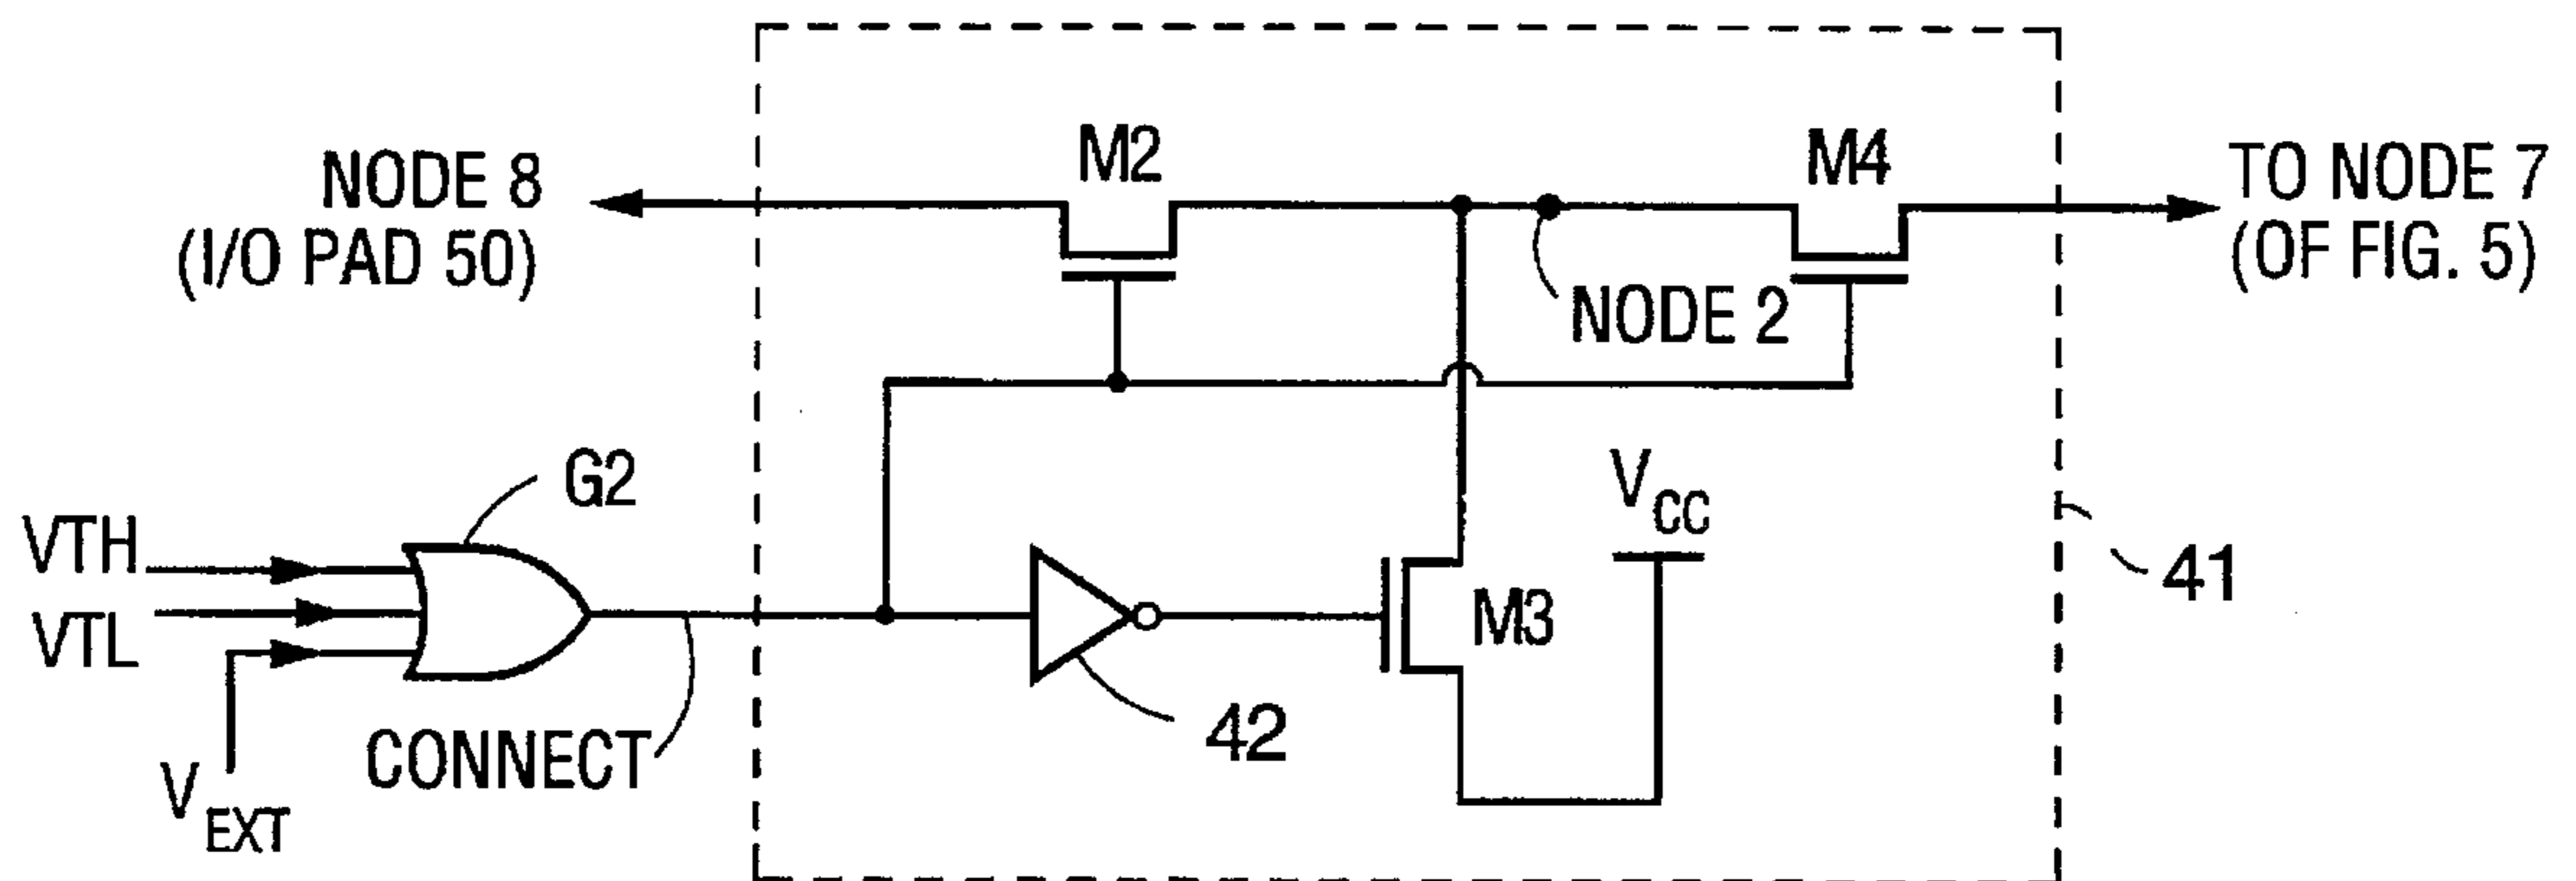 M2
M4
NODE 8
(I/O PAD 50)
TO NODE 7
(OF FIG. 5)
NODE 2
G2
VCC
VTH
VTL
M3
41
42
CONNECT
VEXT